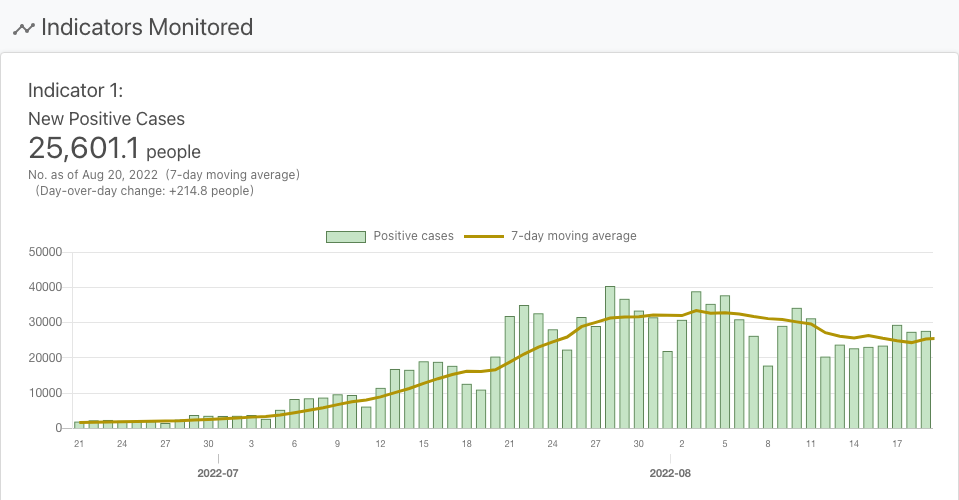 Indicators Monitored
Indicator 1:
New Positive Cases
25,601.1 people
No. as of Aug 20, 2022 (7-day moving average)
(Day-over-day change: +214.8 people)
Positive cases 7-day moving average
50000
40000
30000
20000
10000
0
21 24 27 30 3 6 9 12 15 18 21 24 27 30 2 5 8 11 14 17
2022-07 2022-08